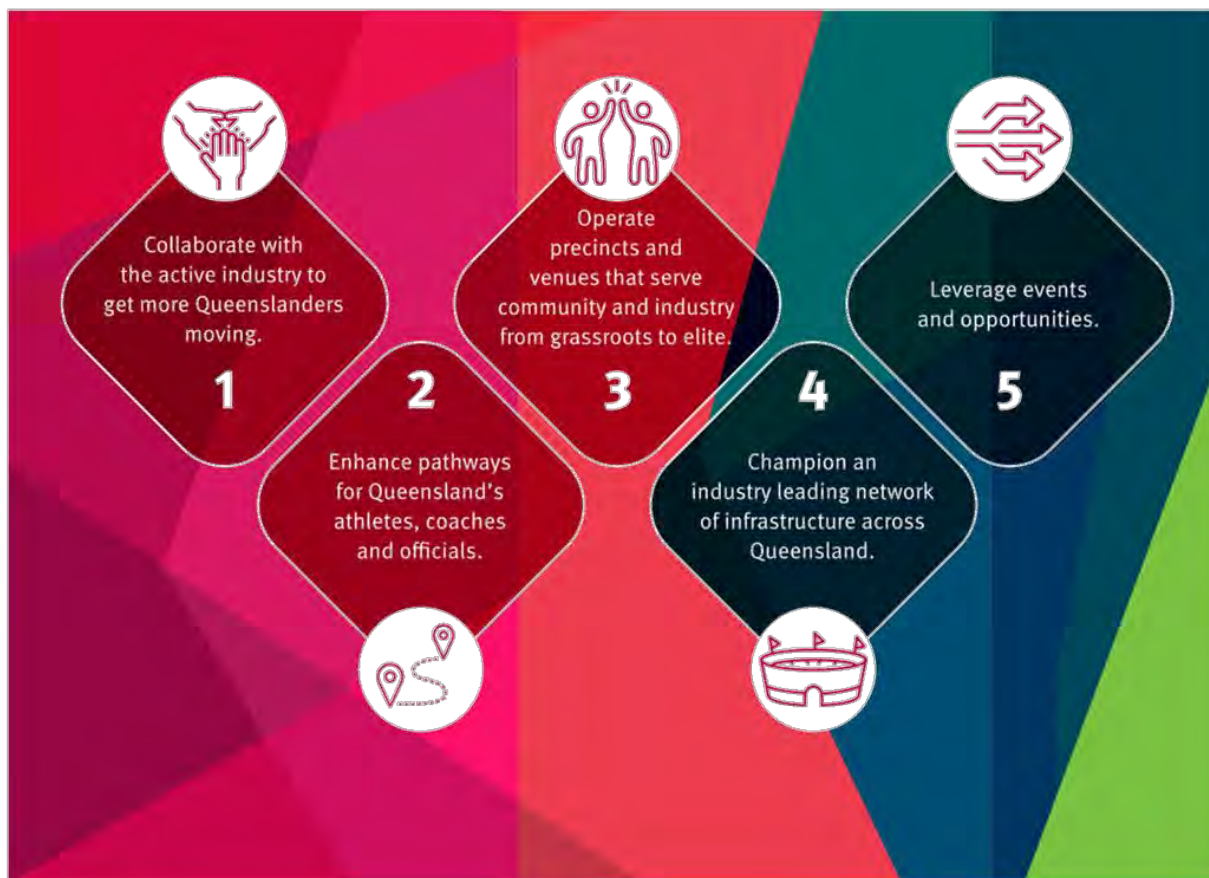 Collaborate with
the active industry to
get more Queenslanders
moving.
1
2
Enhance pathways
for Queensland’s
athletes, coaches
and officials.
Operate
precincts and
venues that serve
community and industry
from grassroots to elite.
3
4
Champion an
industry leading network
of infrastructure across
Queensland.
Leverage events
and opportunities.
5